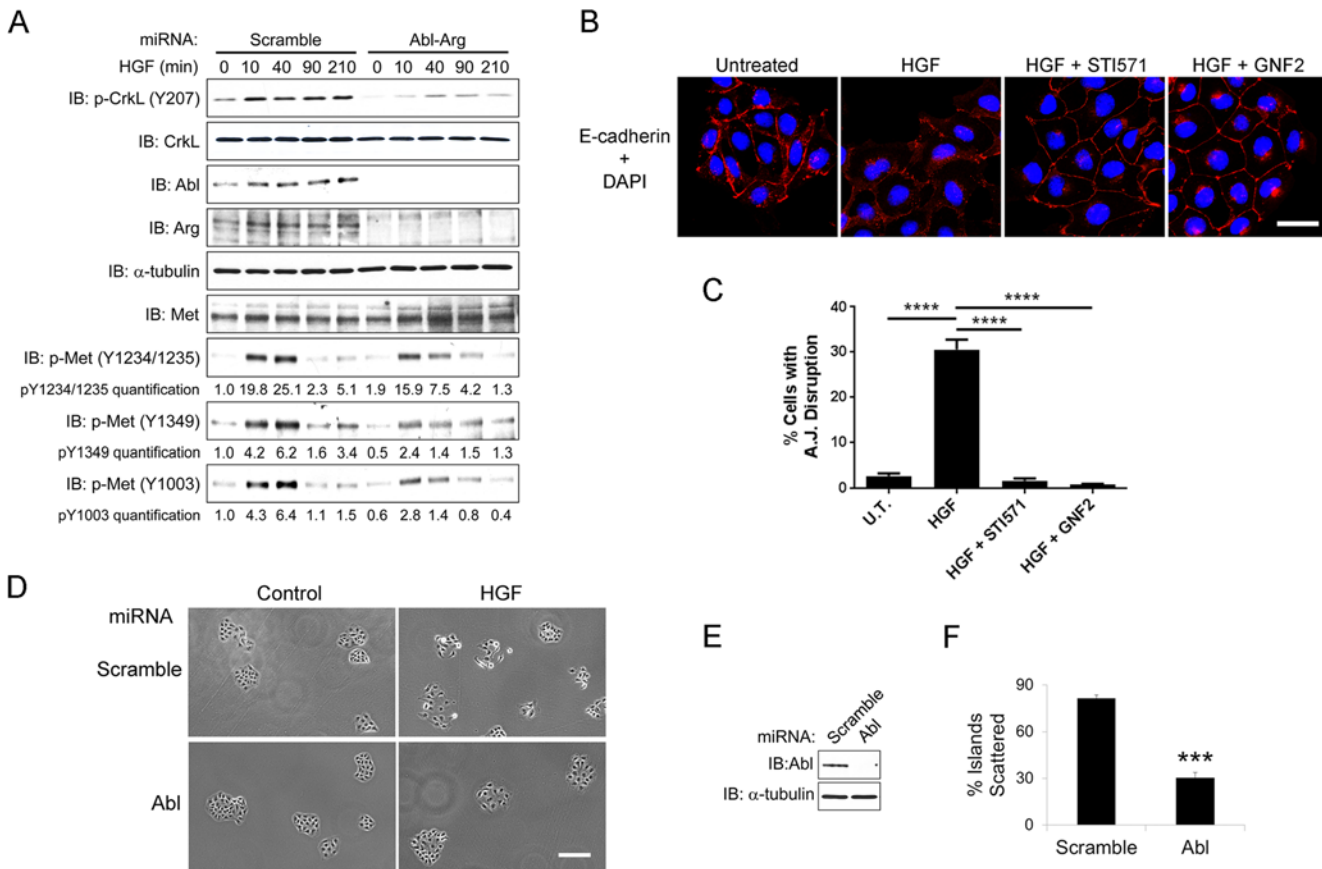 A
miRNA: Scramble Abl-Arg
HGF (min) 0 10 40 90 210 0 10 40 90 210
IB: p-CrkL (Y207)
IB: CrkL
IB: Abl
IB: Arg
IB: α-tubulin
IB: Met
IB: p-Met (Y1234/1235)
pY1234/1235 quantification 1.0 19.8 25.1 2.3 5.1 1.9 15.9 7.5 4.2 1.3
IB: p-Met (Y1349)
pY1349 quantification 1.0 4.2 6.2 1.6 3.4 0.5 2.4 1.4 1.5 1.3
IB: p-Met (Y1003)
pY1003 quantification 1.0 4.3 6.4 1.1 1.5 0.6 2.8 1.4 0.8 0.4
B
Untreated HGF HGF + STI571 HGF + GNF2
E-cadherin
+
DAPI
C
% Cells with
A.J. Disruption
40
30
20
10
0
**** **** ****
U.T. HGF HGF + STI571 HGF + GNF2
D
Control HGF
miRNA
Scramble
Abl
E
miRNA: Scramble Abl
IB:Abl
IB: α-tubulin
F
% Islands
Scattered
90
60
30
0
***
Scramble Abl